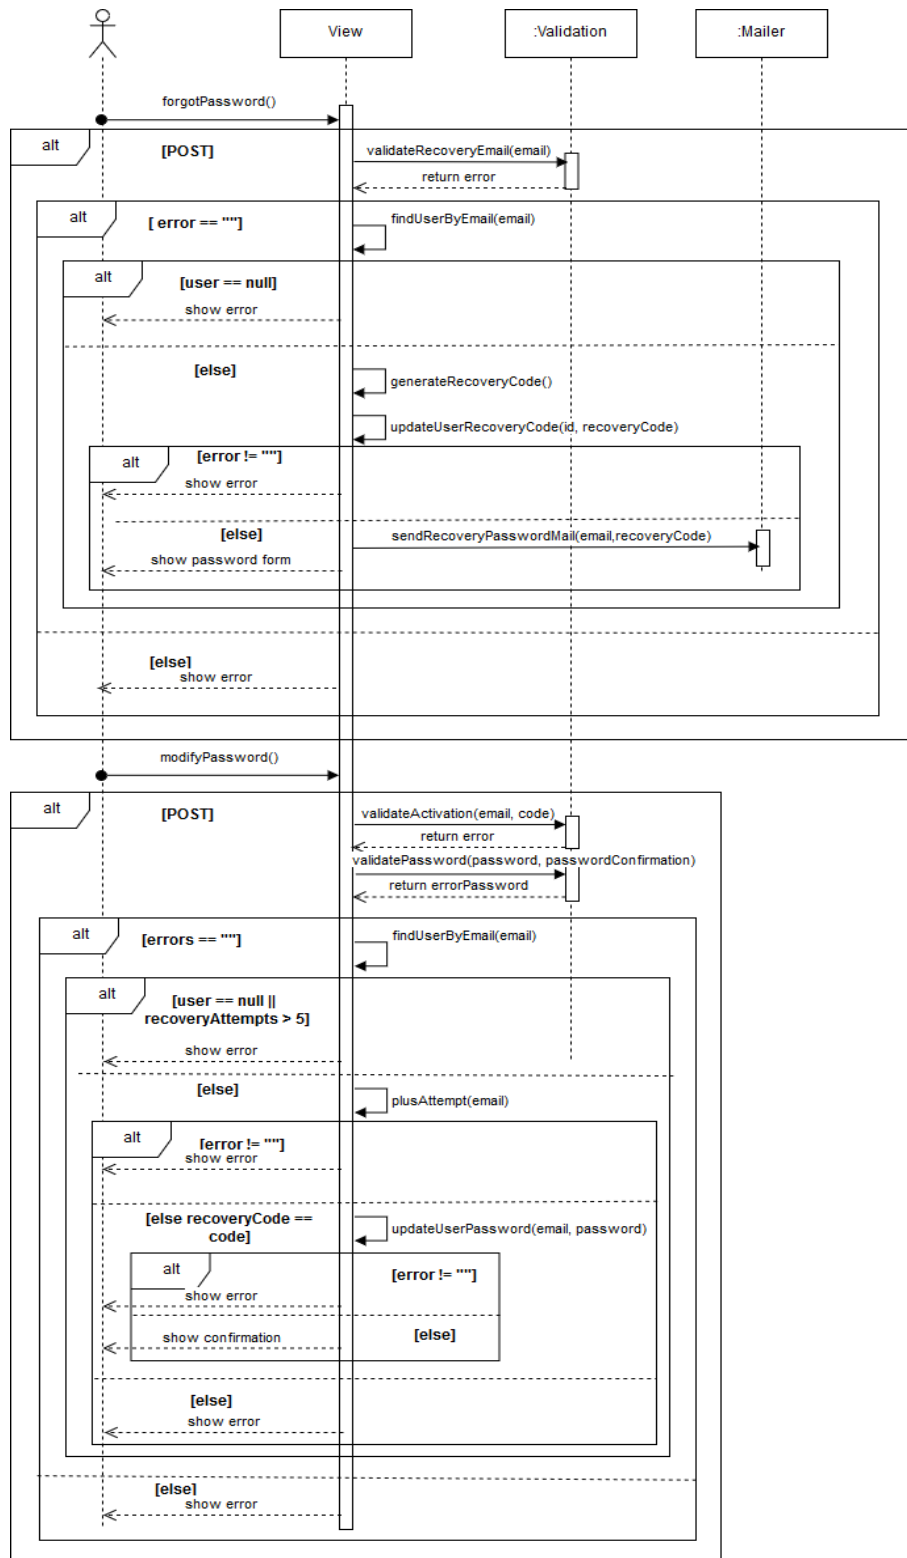 View
:Validation
:Mailer
forgotPassword()
alt
[POST]
validateRecoveryEmail(email)
return error
alt
[ error == ""]
findUserByEmail(email)
alt
[user == null]
show error
[else]
generateRecoveryCode()
updateUserRecoveryCode(id, recoveryCode)
alt
[error != ""]
show error
[else]
sendRecoveryPasswordMail(email,recoveryCode)
show password form
[else]
show error
modifyPassword()
alt
[POST]
validateActivation(email, code)
return error
validatePassword(password, passwordConfirmation)
return errorPassword
alt
[errors == ""]
findUserByEmail(email)
alt
[user == null ||
recoveryAttempts > 5]
show error
[else]
plusAttempt(email)
alt
[error != ""]
show error
[else recoveryCode ==
code]
updateUserPassword(email, password)
alt
[error != ""]
show error
show confirmation
[else]
[else]
show error
[else]
show error